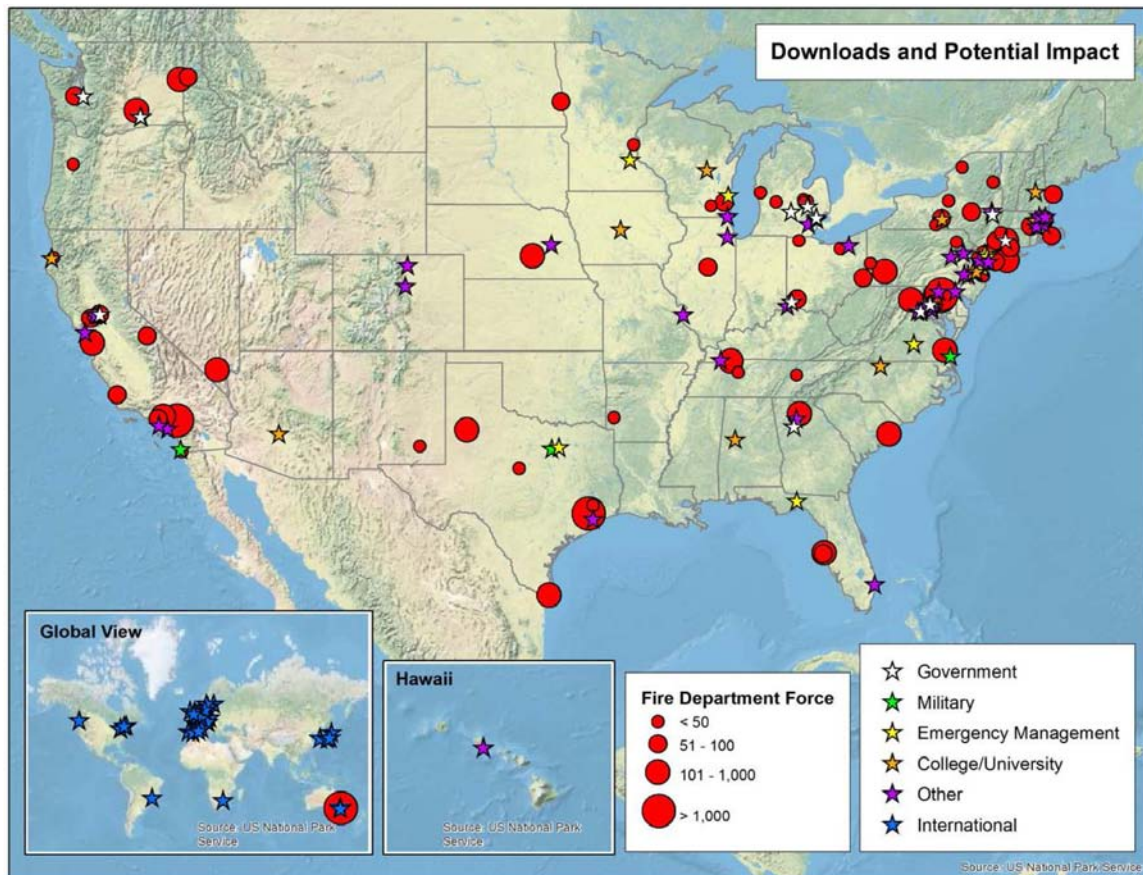 Downloads and Potential Impact
Global View
Source: US National Park
Service
Hawaii
Source: US National Park
Service
Fire Department Force
< 50
51 - 100
101 - 1,000
> 1,000
Government
Military
Emergency Management
College/University
Other
International
Source: US National Park Service